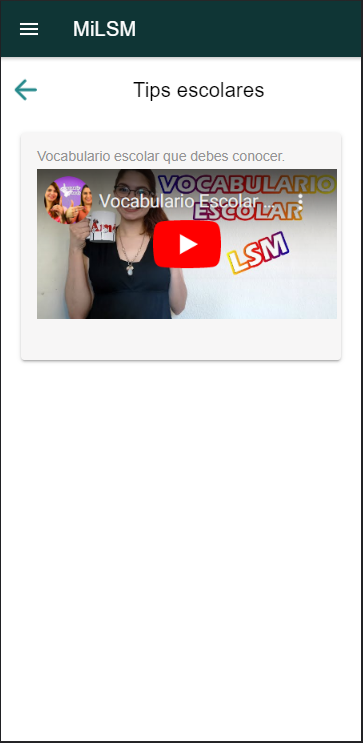 MiLSM
Tips escolares
Vocabulario escolar que debes conocer.
Vocabulario Escolar ...
VOCABULARIO
ESCOLAR
LSM